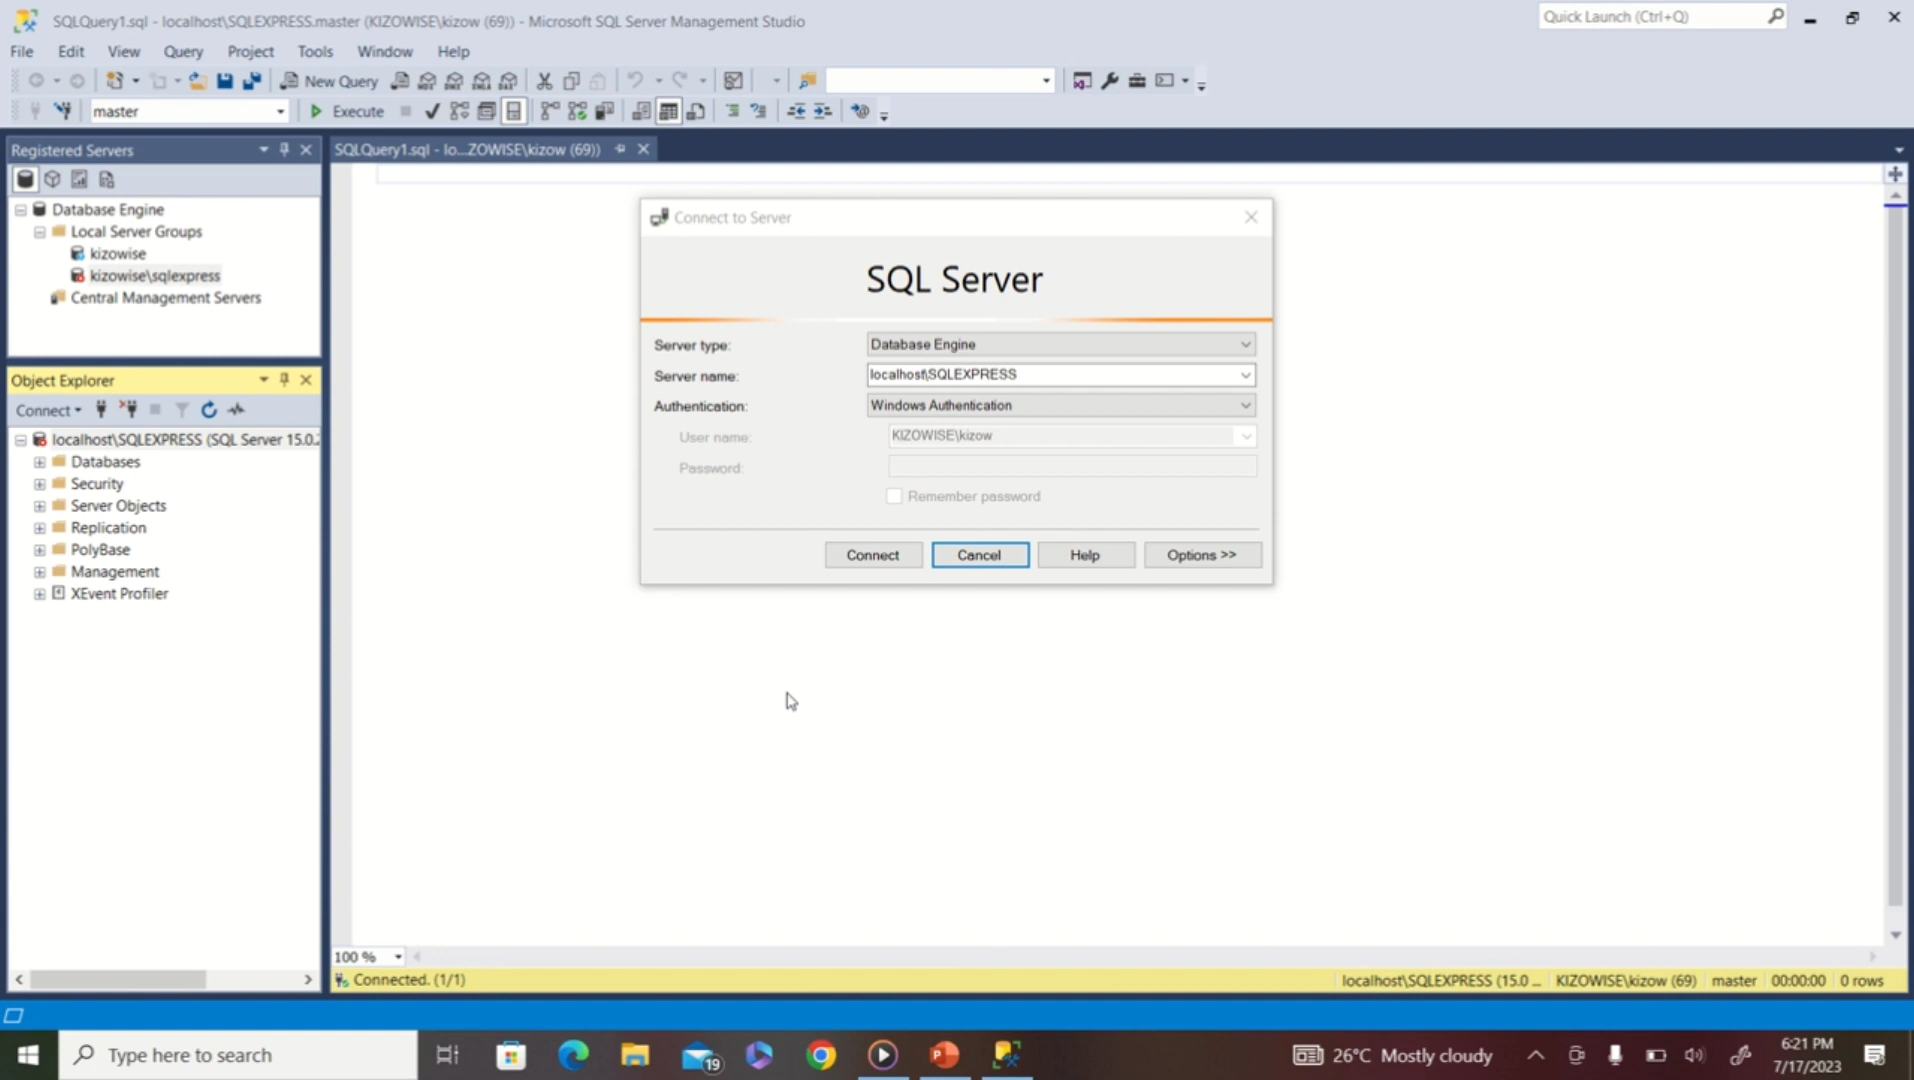 SQLQuery1.sql - localhost\SQLEXPRESS.master (KIZOWISE\kizow (69)) - Microsoft SQL Server Management Studio
Quick Launch (Ctrl+Q)
File Edit View Query Project Tools Window Help
New Query
master
Execute
Registered Servers
SQLQuery1.sql - lo...ZOWISE\kizow (69))
Database Engine
Local Server Groups
kizowise
kizowise\sqlexpress
Central Management Servers
Object Explorer
Connect
localhost\SQLEXPRESS (SQL Server 15.0.2
Databases
Security
Server Objects
Replication
PolyBase
Management
XEvent Profiler
Connect to Server
SQL Server
Server type: Database Engine
Server name: localhost\SQLEXPRESS
Authentication: Windows Authentication
User name: KIZOWISE\kizow
Password:
Remember password
Connect Cancel Help Options >>
100 %
Connected. (1/1)
localhost\SQLEXPRESS (15.0 ... KIZOWISE\kizow (69) master 00:00:00 0 rows
Type here to search
19
26°C Mostly cloudy
6:21 PM
7/17/2023